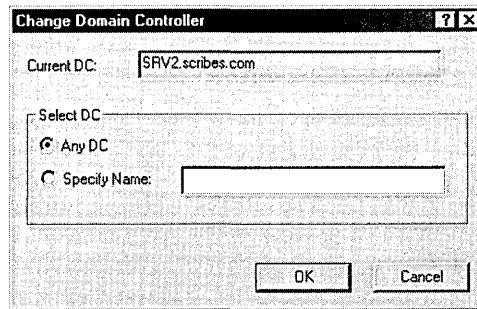 Change Domain Controller
Current DC: SRV2.scribes.com
Select DC
Any DC
Specify Name:
OK Cancel